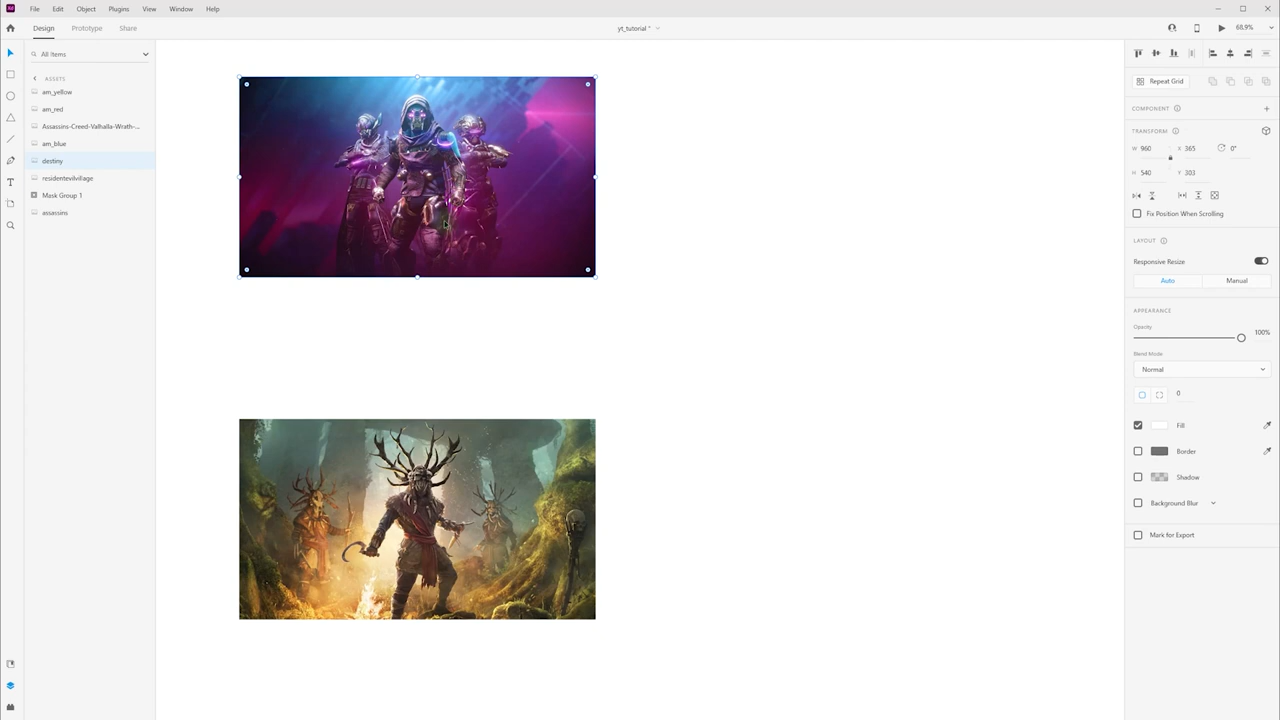 Xd File Edit Object Plugins View Window Help
Design Prototype Share yt_tutorial * 68.9%
All Items
ASSETS
am_yellow
am_red
Assassins-Creed-Valhalla-Wrath-...
am_blue
destiny
residentevilvillage
Mask Group 1
assassins
Repeat Grid
COMPONENT
TRANSFORM
W 960 X 365 0°
H 540 Y 303
Fix Position When Scrolling
LAYOUT
Responsive Resize
Auto Manual
APPEARANCE
Opacity
100%
Blend Mode
Normal
0
Fill
Border
Shadow
Background Blur
Mark for Export